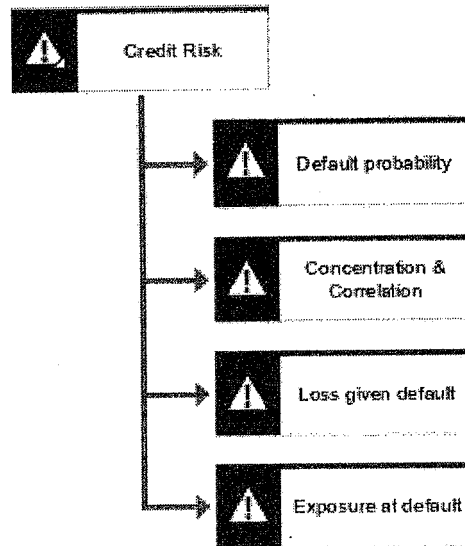 Credit Risk
Default probability
Concentration &
Correlation
Loss given default
Exposure at default